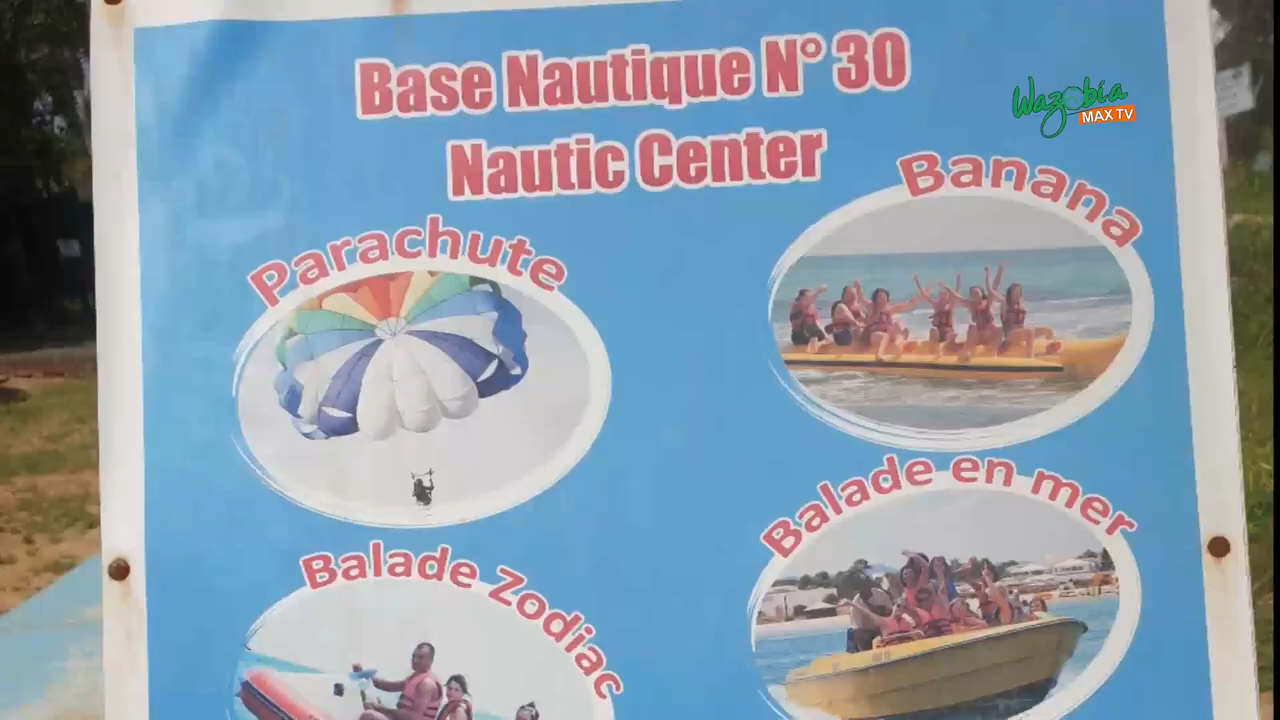 Base Nautique N° 30
Nautic Center
Wazobia
MAX TV
Parachute
Banana
Balade Zodiac
Balade en mer